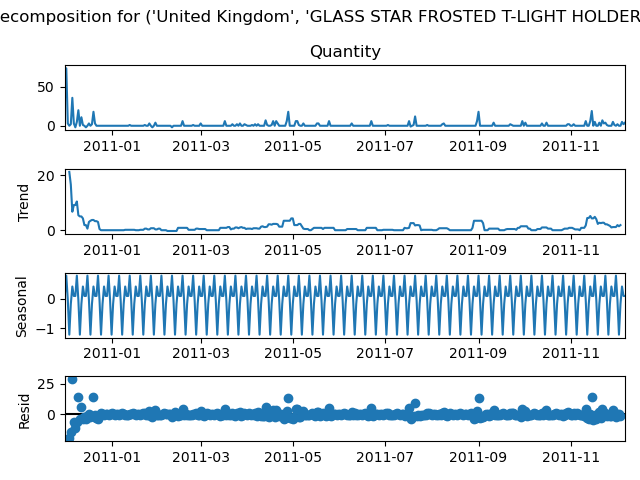 ecomposition for ('United Kingdom', 'GLASS STAR FROSTED T-LIGHT HOLDER
Quantity
50
0
2011-01 2011-03 2011-05 2011-07 2011-09 2011-11
Trend
20
0
2011-01 2011-03 2011-05 2011-07 2011-09 2011-11
Seasonal
0
−1
2011-01 2011-03 2011-05 2011-07 2011-09 2011-11
Resid
25
0
2011-01 2011-03 2011-05 2011-07 2011-09 2011-11